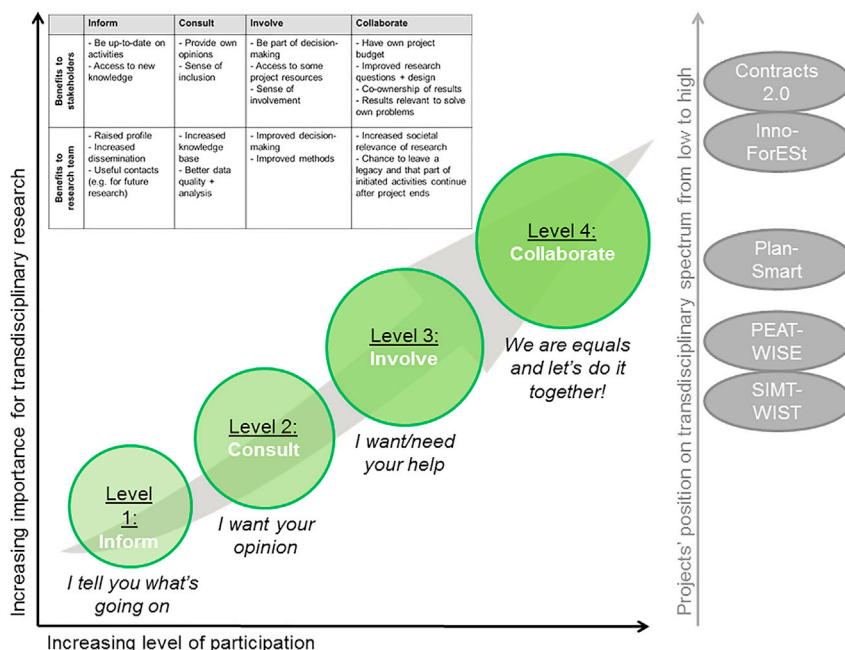 Inform
Consult
Involve
Collaborate
Benefits to
stakeholders
- Be up-to-date on
activities
- Access to new
knowledge
- Provide own
opinions
- Sense of
inclusion
- Be part of decision-
making
- Access to some
project resources
- Sense of
involvement
- Have own project
budget
- Improved research
questions + design
- Co-ownership of results
- Results relevant to solve
own problems
Benefits to
research team
- Raised profile
- Increased
dissemination
- Useful contacts
(e.g. for future
research)
- Increased
knowledge
base
- Better data
quality +
analysis
- Improved decision-
making
- Improved methods
- Increased societal
relevance of research
- Chance to leave a
legacy and that part of
initiated activities continue
after project ends
Increasing importance for transdisciplinary research
Level
1:
Inform
I tell you what's
going on
Level 2:
Consult
I want your
opinion
Level 3:
Involve
I want/need
your help
Level 4:
Collaborate
We are equals
and let's do it
together!
Increasing level of participation
Projects' position on transdisciplinary spectrum from low to high
Contracts
2.0
Inno-
ForESt
Plan-
Smart
PEAT-
WISE
SIMT-
WIST